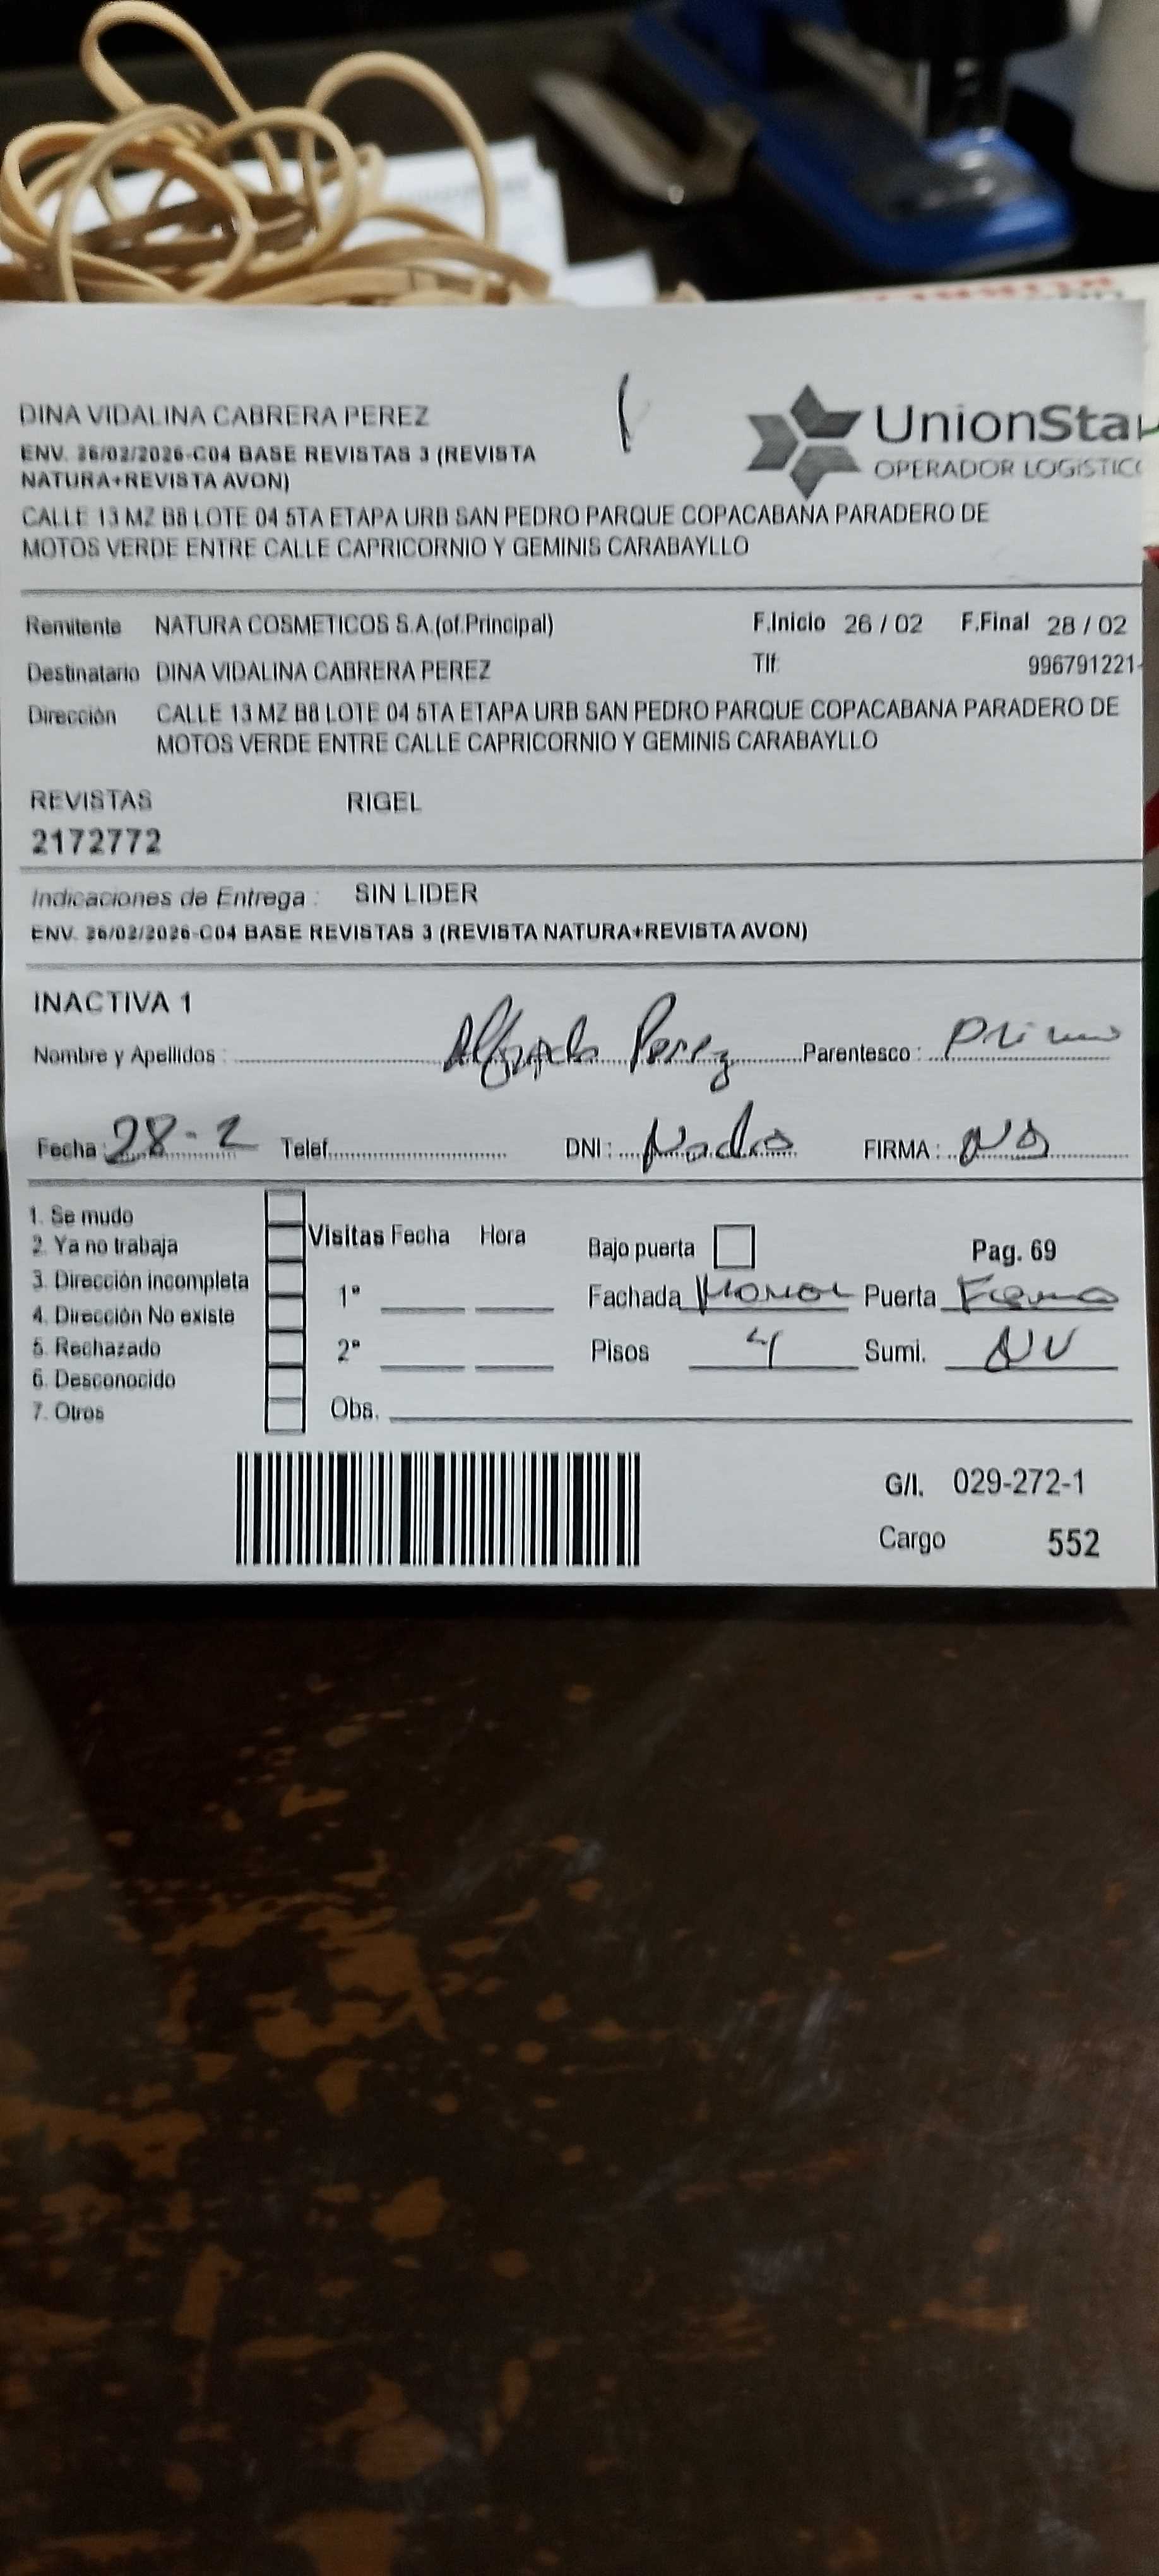 DINA VIDALINA CABRERA PEREZ
UnionStar
OPERADOR LOGISTICO
ENV. 26/02/2026-C04 BASE REVISTAS 3 (REVISTA
NATURA+REVISTA AVON)
CALLE 13 MZ B8 LOTE 04 5TA ETAPA URB SAN PEDRO PARQUE COPACABANA PARADERO DE
MOTOS VERDE ENTRE CALLE CAPRICORNIO Y GEMINIS CARABAYLLO
Remitente NATURA COSMETICOS S.A.(of.Principal) F.Inicio 26 / 02 F.Final 28 / 02
Destinatario DINA VIDALINA CABRERA PEREZ Tlf: 996791221-
Dirección CALLE 13 MZ B8 LOTE 04 5TA ETAPA URB SAN PEDRO PARQUE COPACABANA PARADERO DE
MOTOS VERDE ENTRE CALLE CAPRICORNIO Y GEMINIS CARABAYLLO
REVISTAS RIGEL
2172772
Indicaciones de Entrega : SIN LIDER
ENV. 26/02/2026-C04 BASE REVISTAS 3 (REVISTA NATURA+REVISTA AVON)
INACTIVA 1
Nombre y Apellidos : Perez Parentesco : Primo
Fecha : 28-2 Telef. DNI : FIRMA :
1. Se mudo
2. Ya no trabaja
3. Dirección incompleta
4. Dirección No existe
5. Rechazado
6. Desconocido
7. Otros
Visitas Fecha Hora
1ª
2ª
Obs.
Bajo puerta Pag. 69
Fachada Puerta
Pisos 4 Sumi. NV
G/I. 029-272-1
Cargo 552